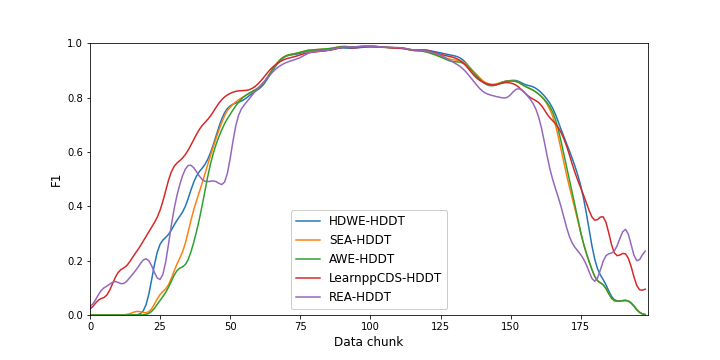 1.0
0.8
0.6
0.4
0.2
0.0
F1
HDWE-HDDT
SEA-HDDT
AWE-HDDT
LearnppCDS-HDDT
REA-HDDT
0 25 50 75 100 125 150 175
Data chunk